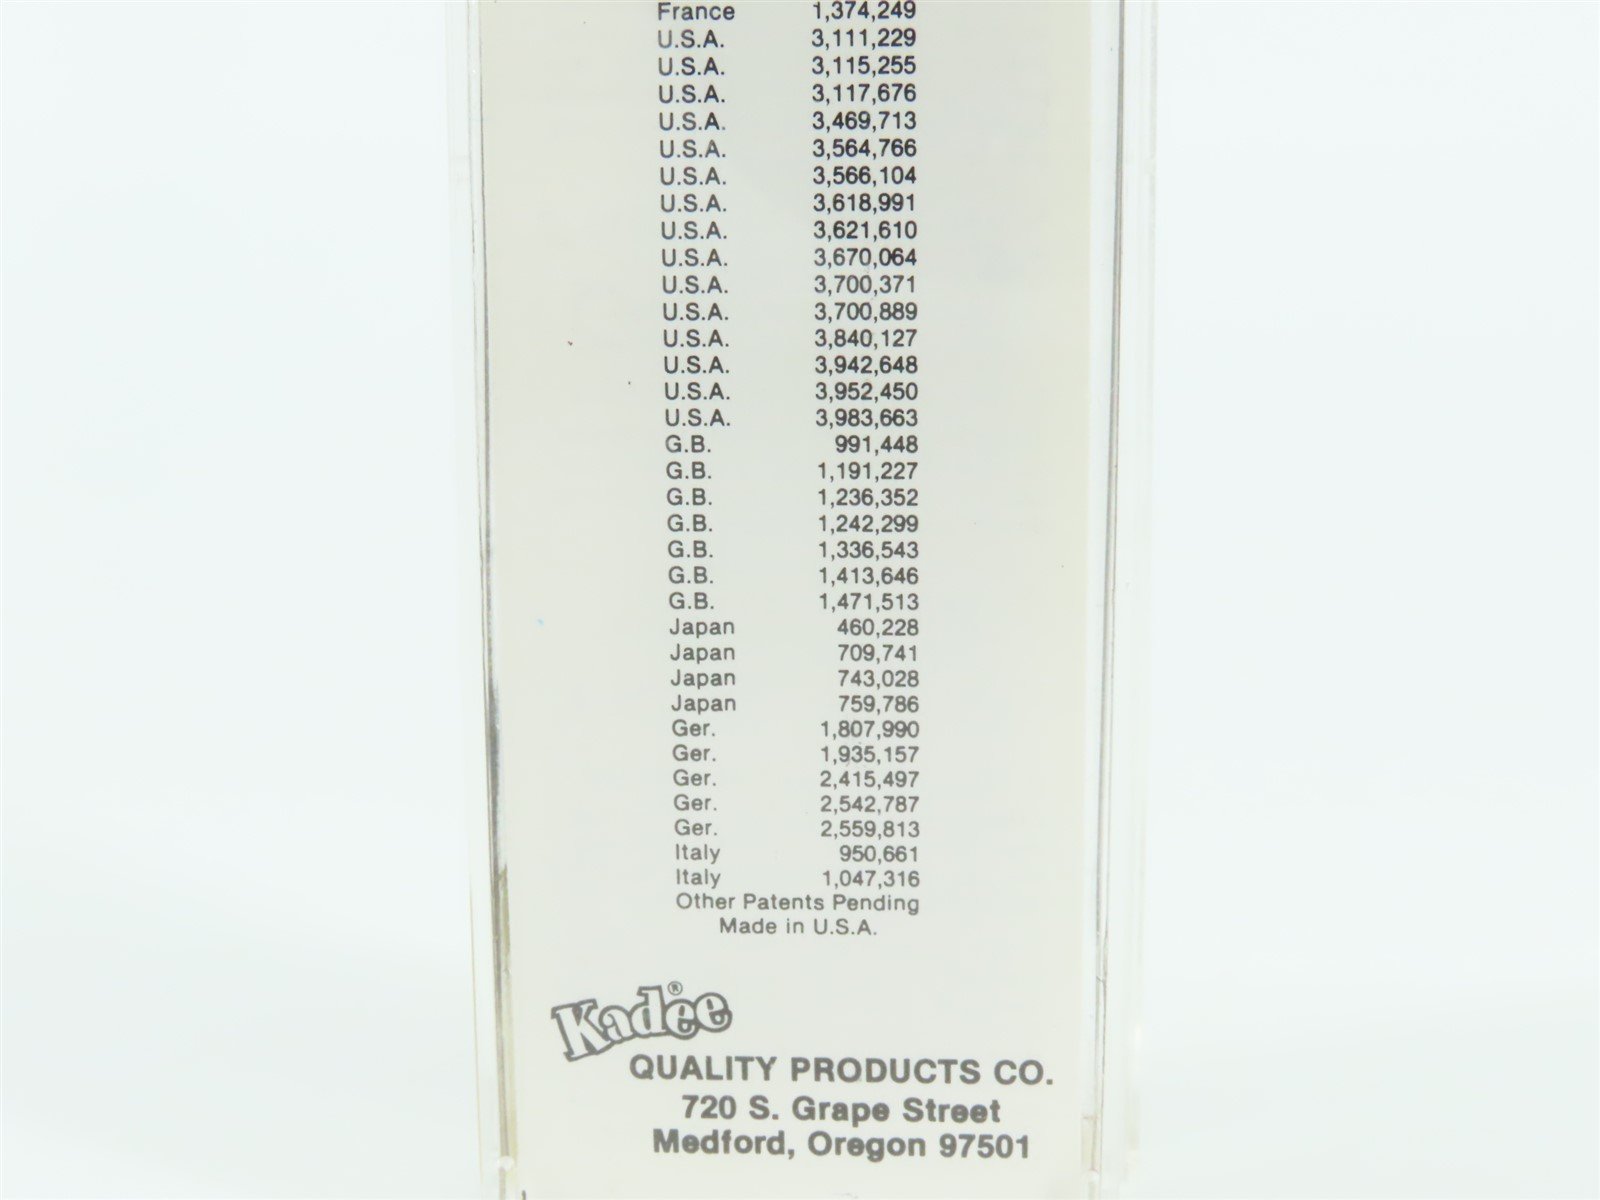 France 1,374,249
U.S.A. 3,111,229
U.S.A. 3,115,255
U.S.A. 3,117,676
U.S.A. 3,469,713
U.S.A. 3,564,766
U.S.A. 3,566,104
U.S.A. 3,618,991
U.S.A. 3,621,610
U.S.A. 3,670,064
U.S.A. 3,700,371
U.S.A. 3,700,889
U.S.A. 3,840,127
U.S.A. 3,942,648
U.S.A. 3,952,450
U.S.A. 3,983,663
G.B. 991,448
G.B. 1,191,227
G.B. 1,236,352
G.B. 1,242,299
G.B. 1,336,543
G.B. 1,413,646
G.B. 1,471,513
Japan 460,228
Japan 709,741
Japan 743,028
Japan 759,786
Ger. 1,807,990
Ger. 1,935,157
Ger. 2,415,497
Ger. 2,542,787
Ger. 2,559,813
Italy 950,661
Italy 1,047,316
Other Patents Pending
Made in U.S.A.
Kadee®
QUALITY PRODUCTS CO.
720 S. Grape Street
Medford, Oregon 97501